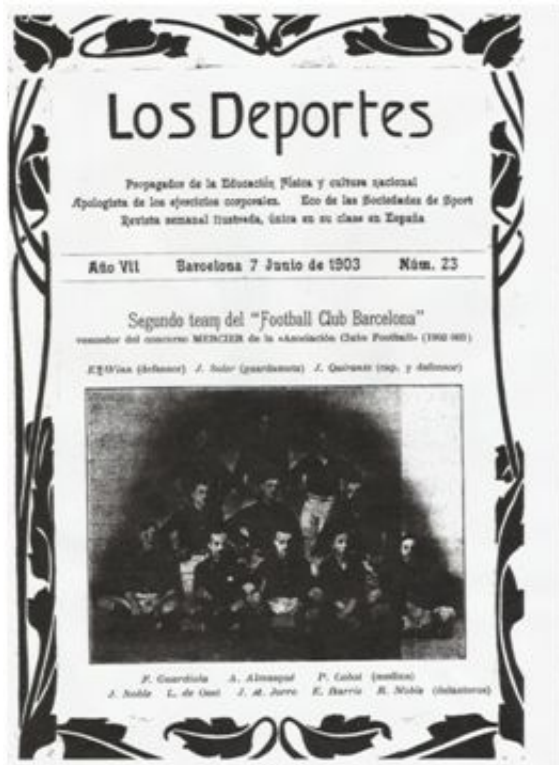 Los Deportes
Propagador de la Educación Física y cultura nacional
Apologista de los ejercicios corporales. Eco de las Sociedades de Sport
Revista semanal ilustrada, única en su clase en España
Año VII Barcelona 7 Junio de 1903 Núm. 23
Segundo team del "Football Club Barcelona"
vencedor del concurso MERCIER de la «Asociación Clubs Football» (1902-903)
Winn (defensor) J. Soler (guardameta) J. Quirante (cap. y defensor)
F. Guardiola A. Almasqué P. Cabot (medios)
J. Noble L. de Ossó J. M. Jorro E. Barrie R. Noble (delanteros)